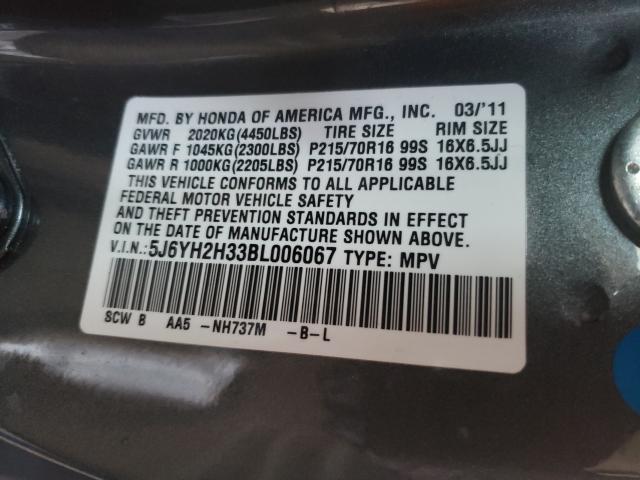 MFD. BY HONDA OF AMERICA MFG., INC. 03/'11
GVWR 2020KG(4450LBS) TIRE SIZE RIM SIZE
GAWR F 1045KG(2300LBS) P215/70R16 99S 16X6.5JJ
GAWR R 1000KG(2205LBS) P215/70R16 99S 16X6.5JJ
THIS VEHICLE CONFORMS TO ALL APPLICABLE
FEDERAL MOTOR VEHICLE SAFETY
AND THEFT PREVENTION STANDARDS IN EFFECT
ON THE DATE OF MANUFACTURE SHOWN ABOVE.
V.I.N.:5J6YH2H33BL006067 TYPE: MPV
SCW B AA5 -NH737M -B-L